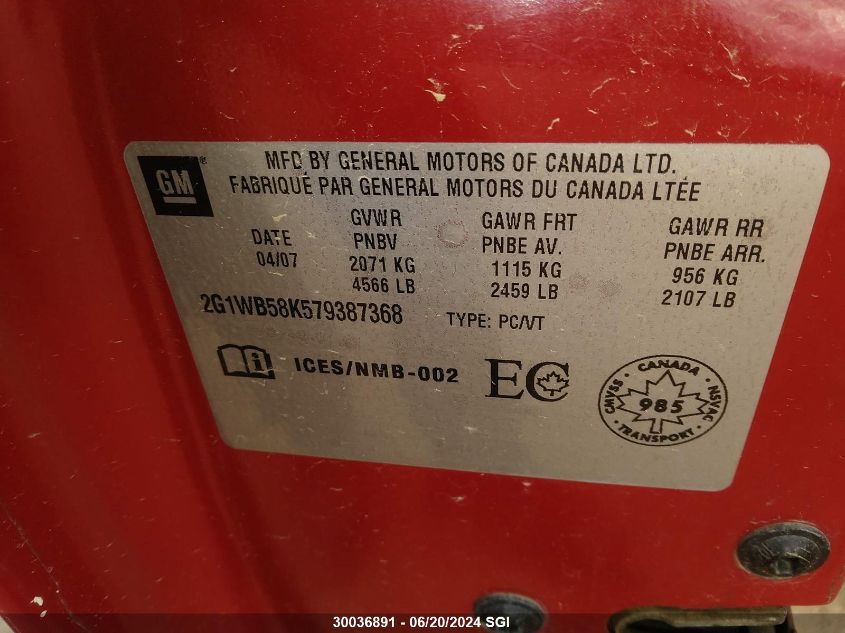 GM ®
MFD BY GENERAL MOTORS OF CANADA LTD.
FABRIQUÉ PAR GENERAL MOTORS DU CANADA LTÉE
DATE
04/07
GVWR
PNBV
2071 KG
4566 LB
GAWR FRT
PNBE AV.
1115 KG
2459 LB
GAWR RR
PNBE ARR.
956 KG
2107 LB
2G1WB58K579387368 TYPE: PC/VT
i ICES/NMB-002 EC
CANADA
CMVSS · NSVAC
985
TRANSPORT
30036891 - 06/20/2024 SGI